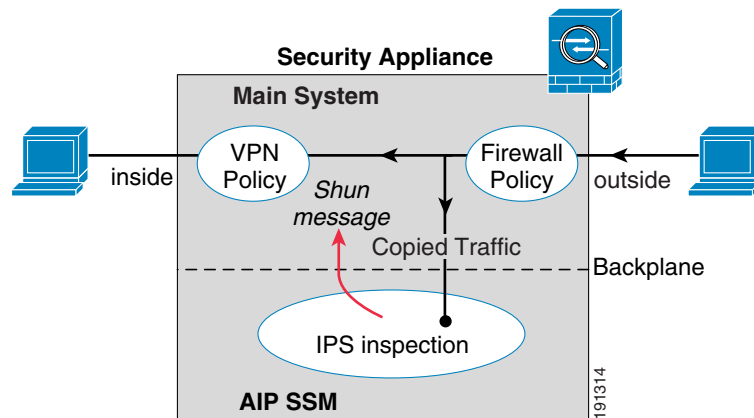 Security Appliance
Main System
VPN
Policy
Firewall
Policy
inside
outside
Shun
message
Copied Traffic
Backplane
IPS inspection
AIP SSM
191314